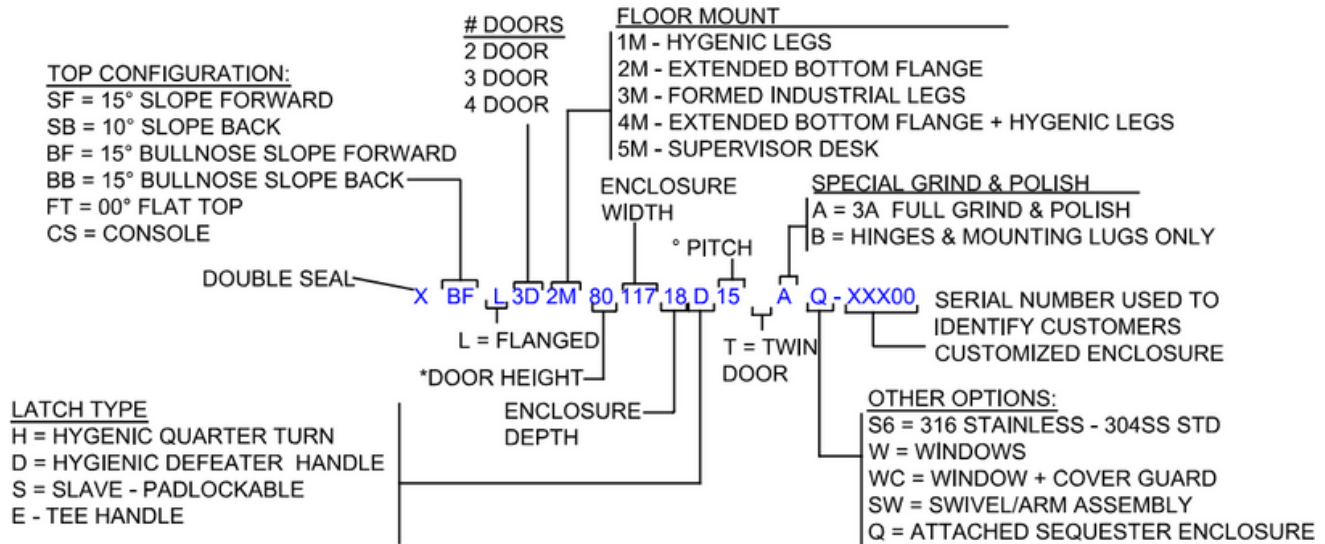 # DOORS
2 DOOR
3 DOOR
4 DOOR
FLOOR MOUNT
1M - HYGENIC LEGS
2M - EXTENDED BOTTOM FLANGE
3M - FORMED INDUSTRIAL LEGS
4M - EXTENDED BOTTOM FLANGE + HYGENIC LEGS
5M - SUPERVISOR DESK
TOP CONFIGURATION:
SF = 15° SLOPE FORWARD
SB = 10° SLOPE BACK
BF = 15° BULLNOSE SLOPE FORWARD
BB = 15° BULLNOSE SLOPE BACK
FT = 00° FLAT TOP
CS = CONSOLE
ENCLOSURE
WIDTH
SPECIAL GRIND & POLISH
A = 3A FULL GRIND & POLISH
B = HINGES & MOUNTING LUGS ONLY
° PITCH
DOUBLE SEAL
X BF L 3D 2M 80 117 18 D 15 A Q - XXX00
SERIAL NUMBER USED TO
IDENTIFY CUSTOMERS
CUSTOMIZED ENCLOSURE
L = FLANGED
T = TWIN
DOOR
*DOOR HEIGHT
ENCLOSURE
DEPTH
LATCH TYPE
H = HYGENIC QUARTER TURN
D = HYGIENIC DEFEATER HANDLE
S = SLAVE - PADLOCKABLE
E - TEE HANDLE
OTHER OPTIONS:
S6 = 316 STAINLESS - 304SS STD
W = WINDOWS
WC = WINDOW + COVER GUARD
SW = SWIVEL/ARM ASSEMBLY
Q = ATTACHED SEQUESTER ENCLOSURE